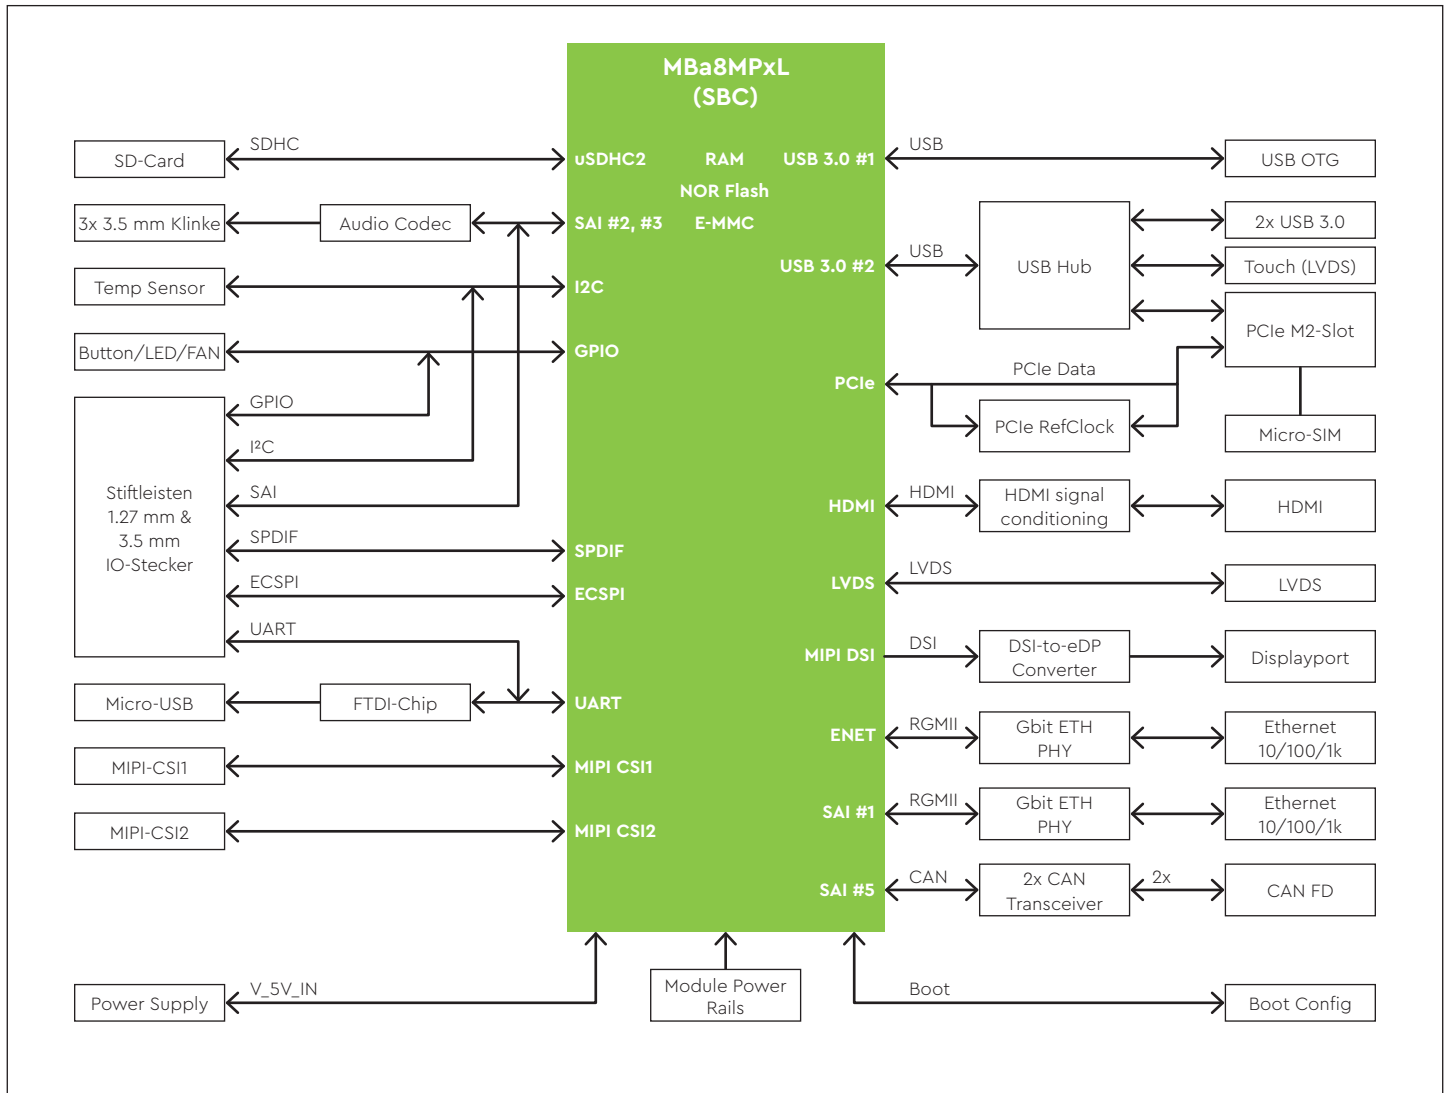 MBa8MPxL
(SBC)
SD-Card
SDHC
uSDHC2
RAM
USB 3.0 #1
USB
USB OTG
NOR Flash
3x 3.5 mm Klinke
Audio Codec
SAI #2, #3
E-MMC
2x USB 3.0
USB 3.0 #2
USB
USB Hub
Touch (LVDS)
Temp Sensor
I2C
PCIe M2-Slot
Button/LED/FAN
GPIO
PCIe
PCIe Data
PCIe RefClock
Micro-SIM
GPIO
I²C
SAI
SPDIF
ECSPI
UART
Stiftleisten
1.27 mm &
3.5 mm
IO-Stecker
SPDIF
ECSPI
HDMI
HDMI
HDMI signal
conditioning
HDMI
LVDS
LVDS
LVDS
MIPI DSI
DSI
DSI-to-eDP
Converter
Displayport
Micro-USB
FTDI-Chip
UART
ENET
RGMII
Gbit ETH
PHY
Ethernet
10/100/1k
MIPI-CSI1
MIPI CSI1
SAI #1
RGMII
Gbit ETH
PHY
Ethernet
10/100/1k
MIPI-CSI2
MIPI CSI2
SAI #5
CAN
2x CAN
Transceiver
2x
CAN FD
Power Supply
V_5V_IN
Module Power
Rails
Boot
Boot Config